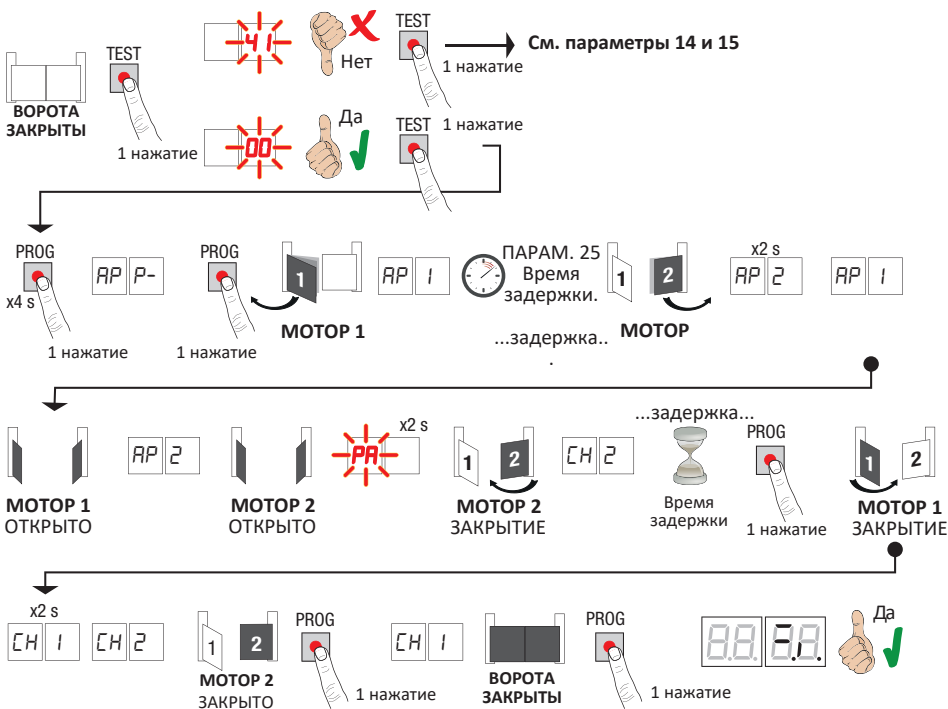 TEST
ВОРОТА
ЗАКРЫТЫ
1 нажатие
41
Нет
TEST
1 нажатие
См. параметры 14 и 15
00
Да
TEST
1 нажатие
PROG
x4 s
1 нажатие
AP P-
PROG
1 нажатие
1
МОТОР 1
AP 1
ПАРАМ. 25
Время
задержки.
...задержка..
.
1 2
МОТОР
x2 s
AP 2
AP 1
МОТОР 1
ОТКРЫТО
AP 2
МОТОР 2
ОТКРЫТО
x2 s
PA
1 2
МОТОР 2
ЗАКРЫТИЕ
CH 2
...задержка...
Время
задержки
PROG
1 нажатие
1 2
МОТОР 1
ЗАКРЫТИЕ
x2 s
CH 1
CH 2
1 2
МОТОР 2
ЗАКРЫТО
PROG
1 нажатие
CH 1
ВОРОТА
ЗАКРЫТЫ
PROG
1 нажатие
Да